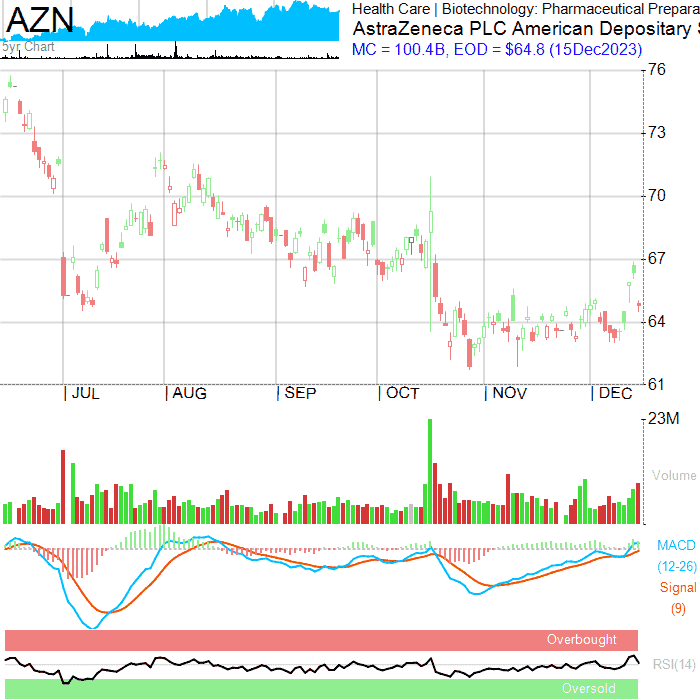 AZN
5yr Chart
Health Care | Biotechnology: Pharmaceutical Prepara
AstraZeneca PLC American Depositary S
MC = 100.4B, EOD = $64.8 (15Dec2023)
76
73
70
67
64
61
| JUL | AUG | SEP | OCT | NOV | DEC
23M
Volume
MACD
(12-26)
Signal
(9)
Overbought
RSI(14)
Oversold